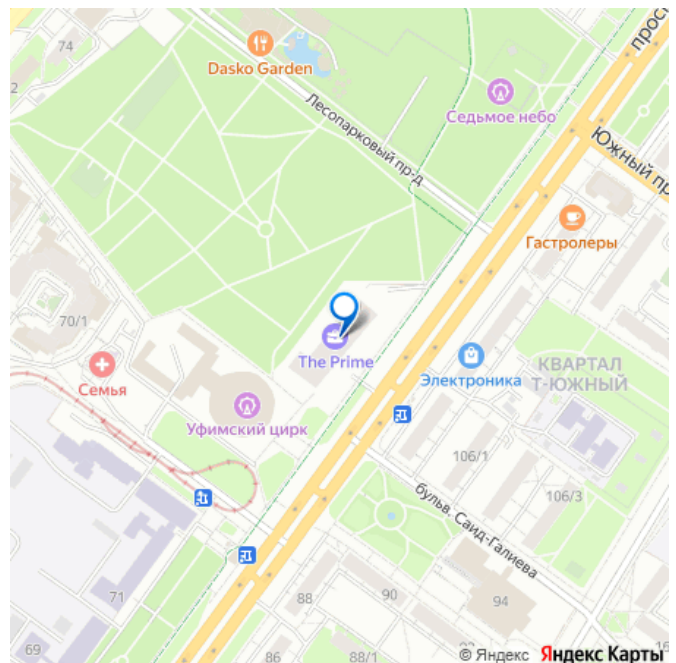 74
2
Dasko Garden
Лесопарковый пр-д
Седьмое небо
прос
Южный пр
Гастролеры
70/1
Семья
The Prime
Уфимский цирк
Электроника
КВАРТАЛ
Т-ЮЖНЫЙ
106/1
106/3
бульв. Саид-Галиева
71
69
88
90
94
86
88/1
© Яндекс Яндекс Карты